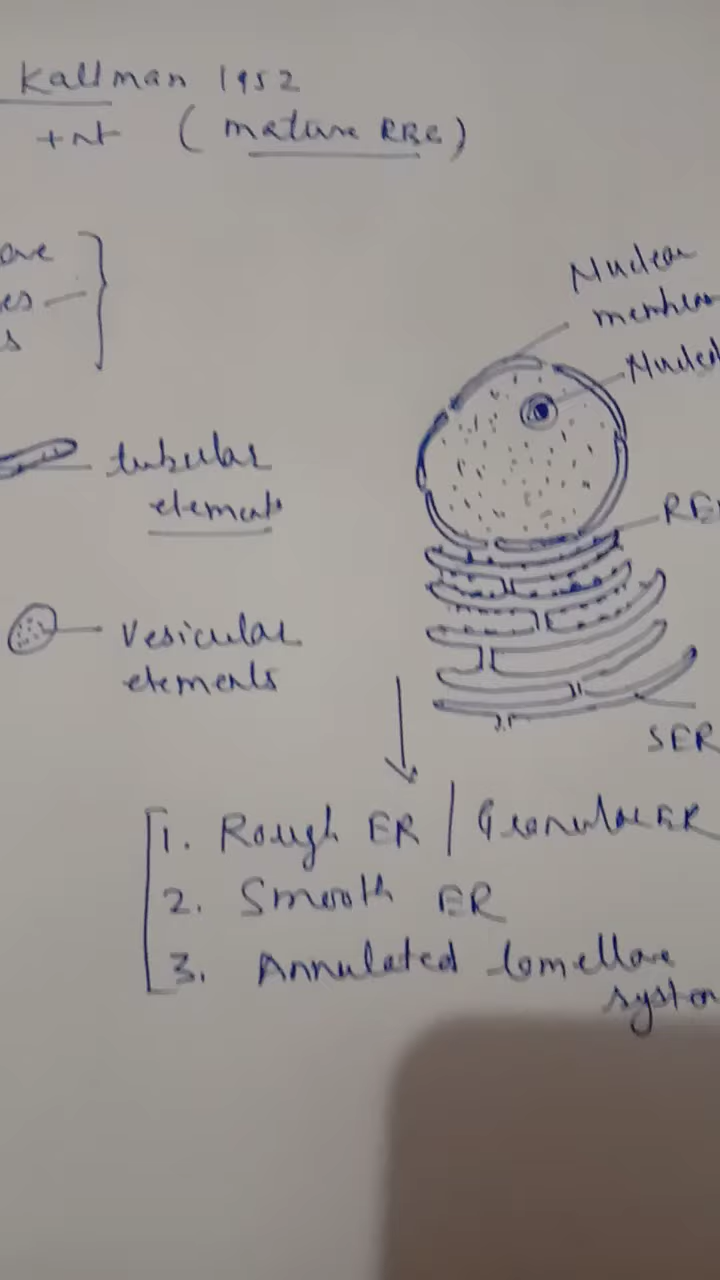 Kallman 1952
+nt (mature RBC)
Nuclear
tubular
elements
RE
Vesicular
elements
SER
1. Rough ER / Granular ER
2. Smooth ER
3. Annulated lamellae
system